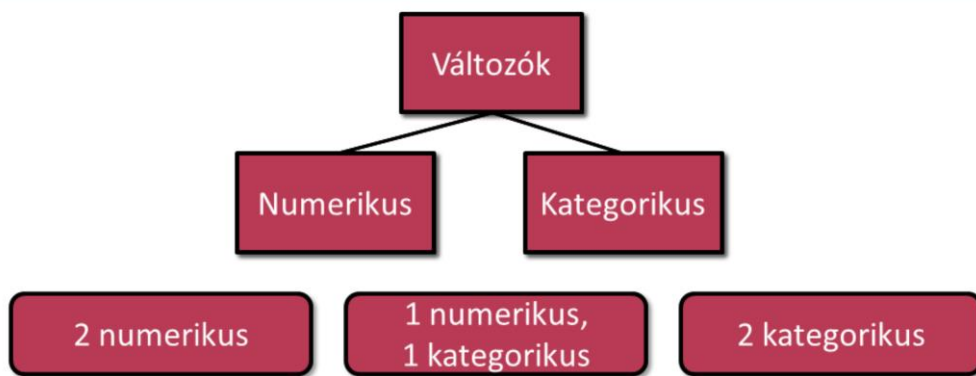 Változók
Numerikus
Kategorikus
2 numerikus
1 numerikus,
1 kategorikus
2 kategorikus